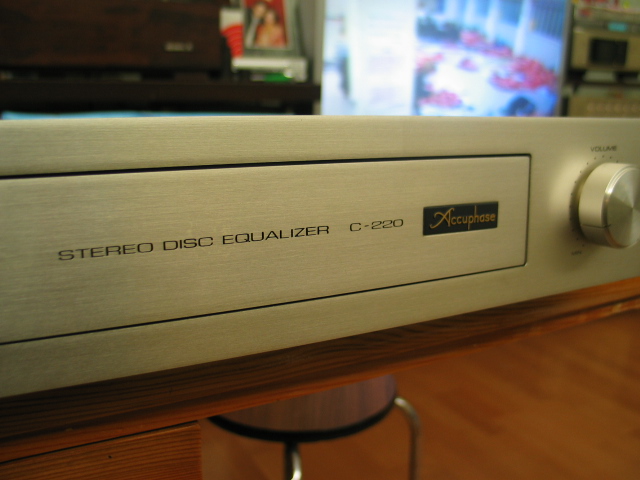 VOLUME
STEREO DISC EQUALIZER C-220
Accuphase